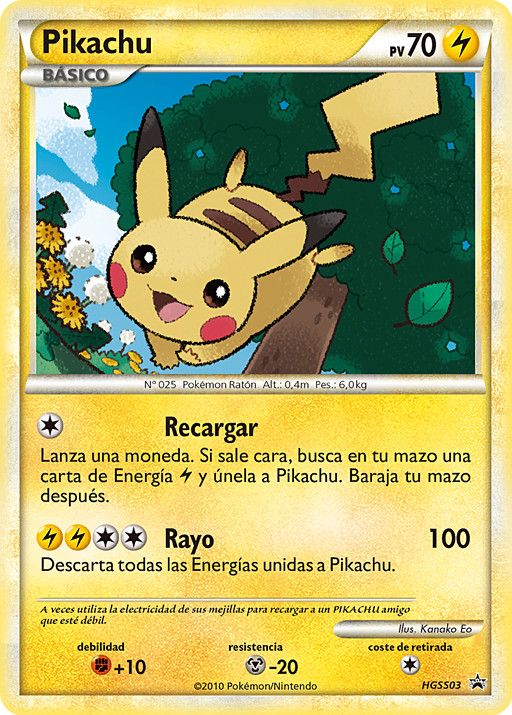 Pikachu
PV 70
BÁSICO
Nº 025 Pokémon Ratón Alt.: 0,4m Pes.: 6,0kg
Recargar
Lanza una moneda. Si sale cara, busca en tu mazo una
carta de Energía y únela a Pikachu. Baraja tu mazo
después.
Rayo 100
Descarta todas las Energías unidas a Pikachu.
A veces utiliza la electricidad de sus mejillas para recargar a un PIKACHU amigo
que esté débil.
Ilus. Kanako Eo
debilidad resistencia coste de retirada
+10 -20
©2010 Pokémon/Nintendo HGSS03